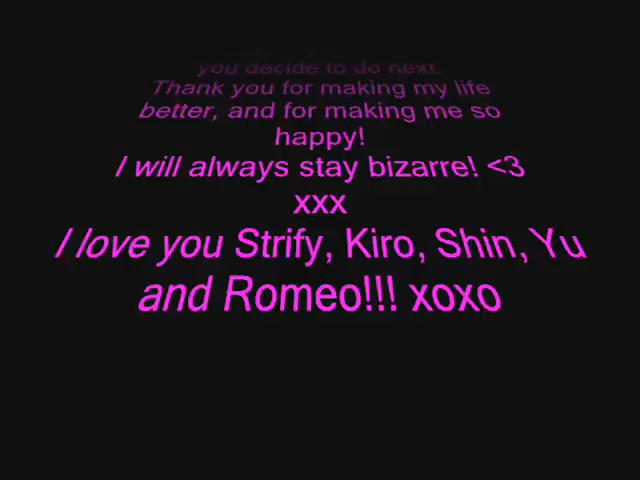 you decide to do next.
Thank you for making my life
better, and for making me so
happy!
I will always stay bizarre! <3
xxx
I love you Strify, Kiro, Shin, Yu
and Romeo!!! xoxo